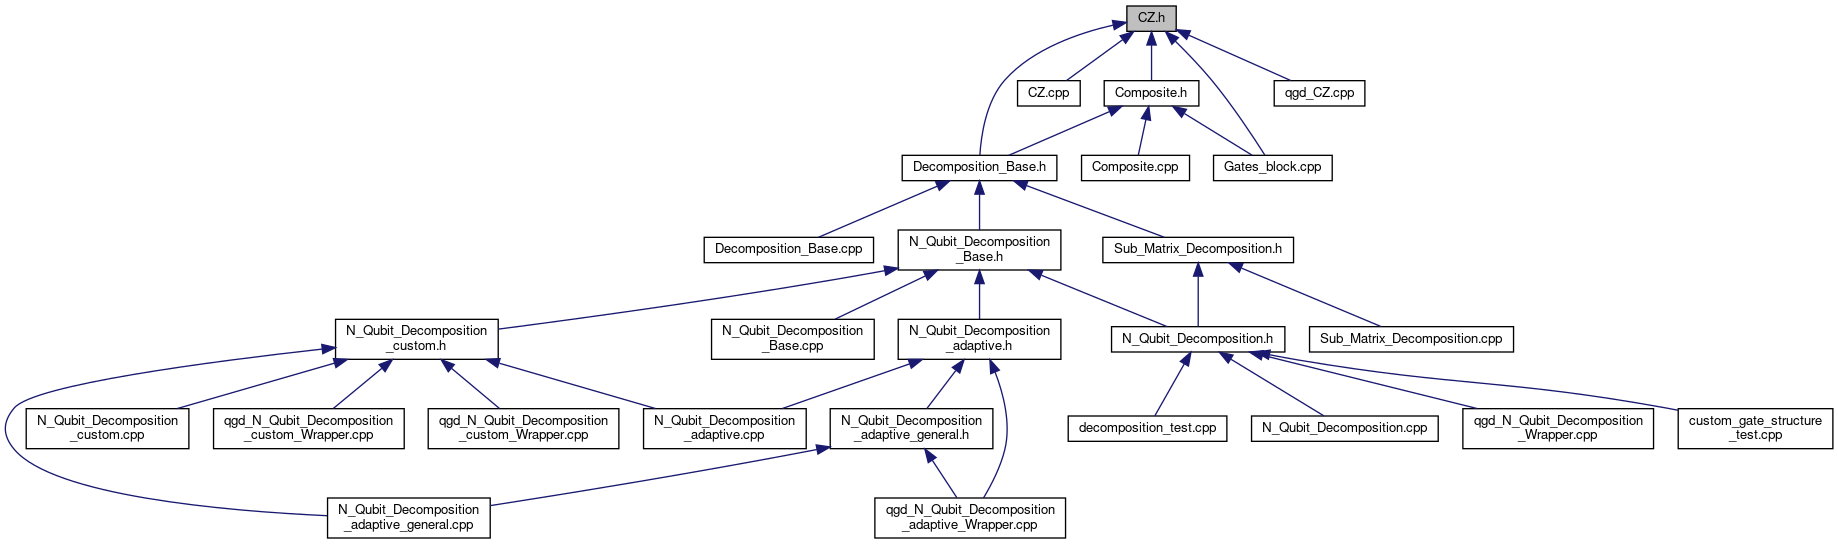 CZ.h
CZ.cpp
Composite.h
qgd_CZ.cpp
Decomposition_Base.h
Composite.cpp
Gates_block.cpp
Decomposition_Base.cpp
N_Qubit_Decomposition
_Base.h
Sub_Matrix_Decomposition.h
N_Qubit_Decomposition
_custom.h
N_Qubit_Decomposition
_Base.cpp
N_Qubit_Decomposition
_adaptive.h
N_Qubit_Decomposition.h
Sub_Matrix_Decomposition.cpp
N_Qubit_Decomposition
_custom.cpp
qgd_N_Qubit_Decomposition
_custom_Wrapper.cpp
qgd_N_Qubit_Decomposition
_custom_Wrapper.cpp
N_Qubit_Decomposition
_adaptive.cpp
N_Qubit_Decomposition
_adaptive_general.h
decomposition_test.cpp
N_Qubit_Decomposition.cpp
qgd_N_Qubit_Decomposition
_Wrapper.cpp
custom_gate_structure
_test.cpp
N_Qubit_Decomposition
_adaptive_general.cpp
qgd_N_Qubit_Decomposition
_adaptive_Wrapper.cpp